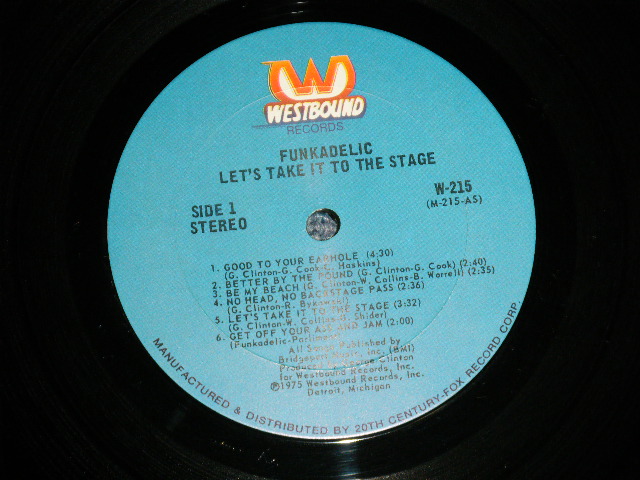 W
WESTBOUND
RECORDS
FUNKADELIC
LET'S TAKE IT TO THE STAGE
W-215
(M-215-A5)
SIDE 1
STEREO
1. GOOD TO YOUR EARHOLE (4:30)
(G. Clinton-G. Cook-C. Haskins)
2. BETTER BY THE POUND (G. Clinton-G. Cook) (2:40)
3. BE MY BEACH (G. Clinton-W. Collins-B. Worrell) (2:35)
4. NO HEAD, NO BACKSTAGE PASS (2:36)
(G. Clinton-R. Bykowski)
5. LET'S TAKE IT TO THE STAGE (3:32)
(G. Clinton-W. Collins-G. Shider)
6. GET OFF YOUR ASS AND JAM (2:00)
(Funkadelic-Parliament)
All Songs Published by
Bridgeport Music, Inc. (BMI)
Produced by George Clinton
for Westbound Records, Inc.
℗1975 Westbound Records, Inc.
Detroit, Michigan
MANUFACTURED & DISTRIBUTED BY 20TH CENTURY-FOX RECORD CORP.